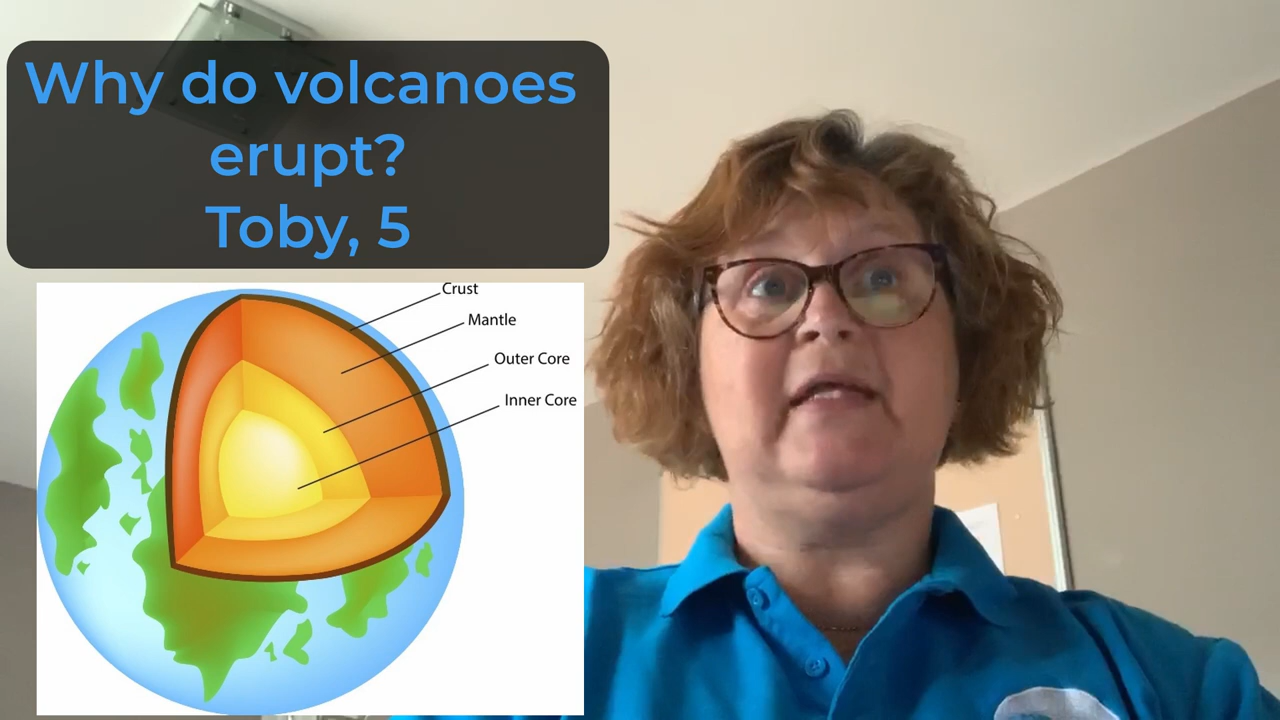 Why do volcanoes
erupt?
Toby, 5
Crust
Mantle
Outer Core
Inner Core